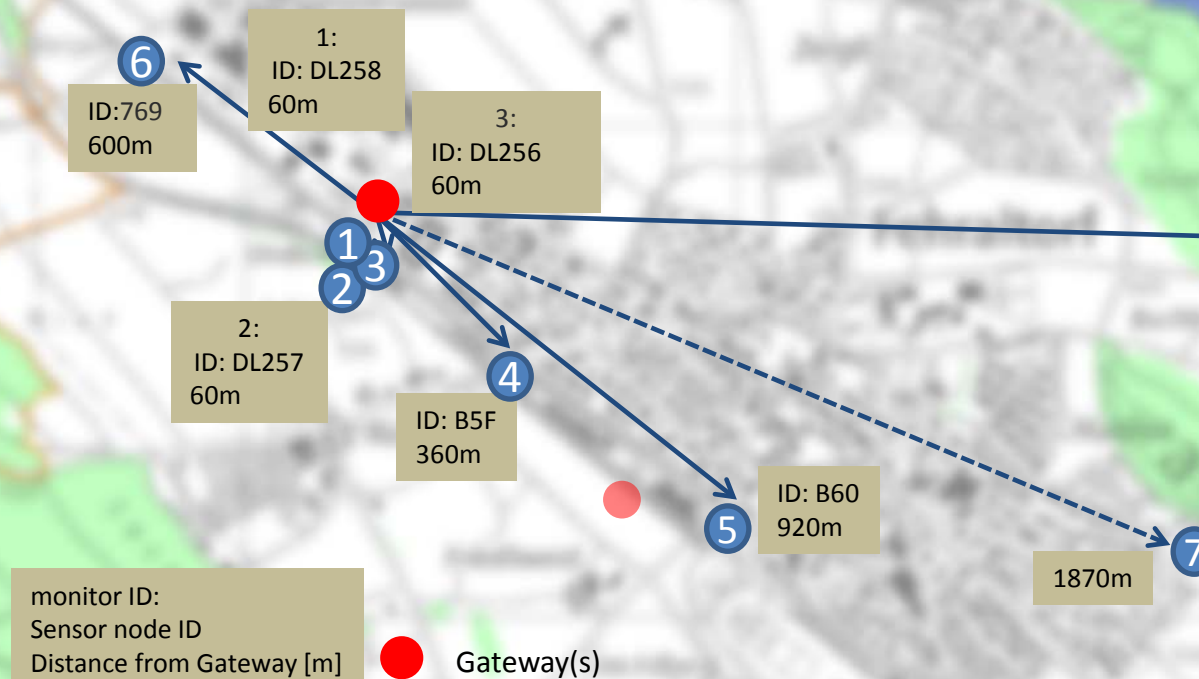 6
ID:769
600m
1:
ID: DL258
60m
3:
ID: DL256
60m
1
3
2
2:
ID: DL257
60m
4
ID: B5F
360m
5
ID: B60
920m
7
1870m
monitor ID:
Sensor node ID
Distance from Gateway [m]
Gateway(s)